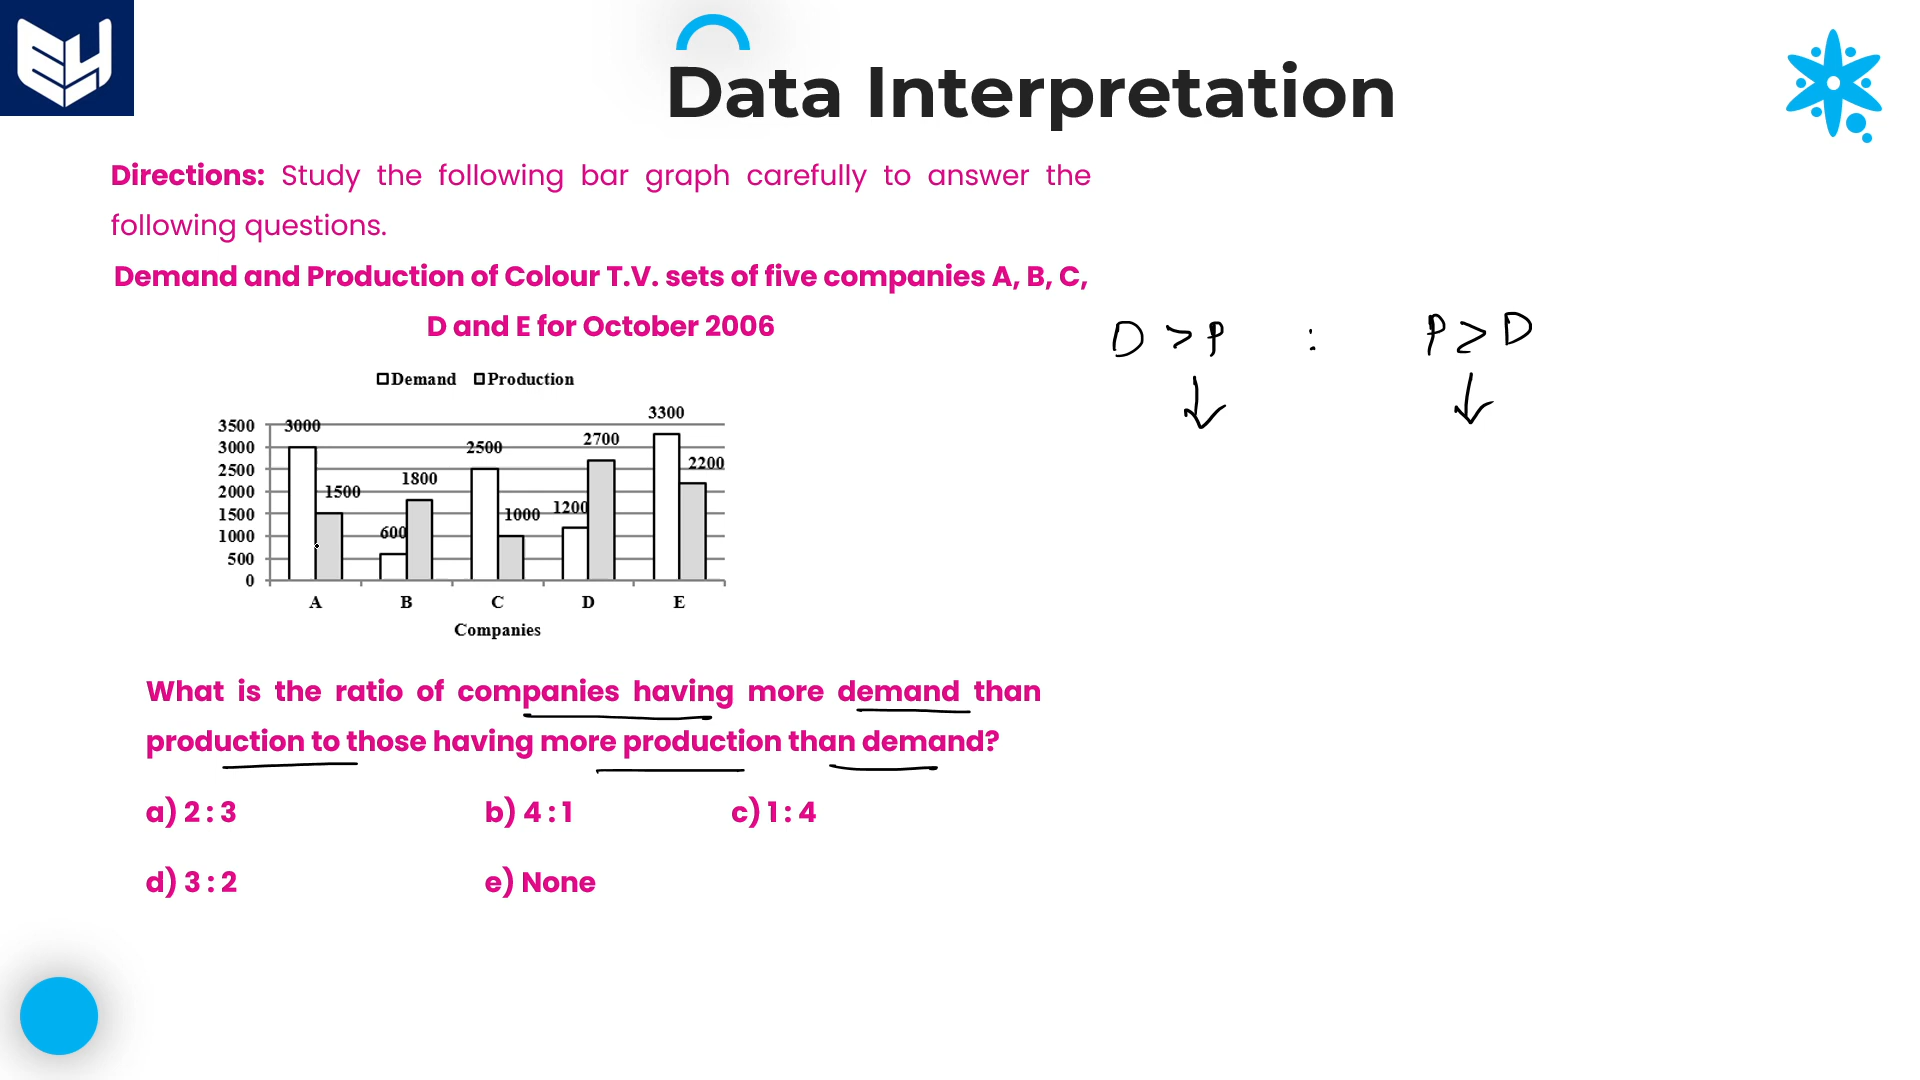 Data Interpretation
Directions: Study the following bar graph carefully to answer the
following questions.
Demand and Production of Colour T.V. sets of five companies A, B, C,
D and E for October 2006
D > P : P > D
Demand Production
3500
3000
2500
2000
1500
1000
500
0
3000
1500
600
1800
2500
1000
1200
2700
3300
2200
A B C D E
Companies
What is the ratio of companies having more demand than
production to those having more production than demand?
a) 2 : 3 b) 4 : 1 c) 1 : 4
d) 3 : 2 e) None